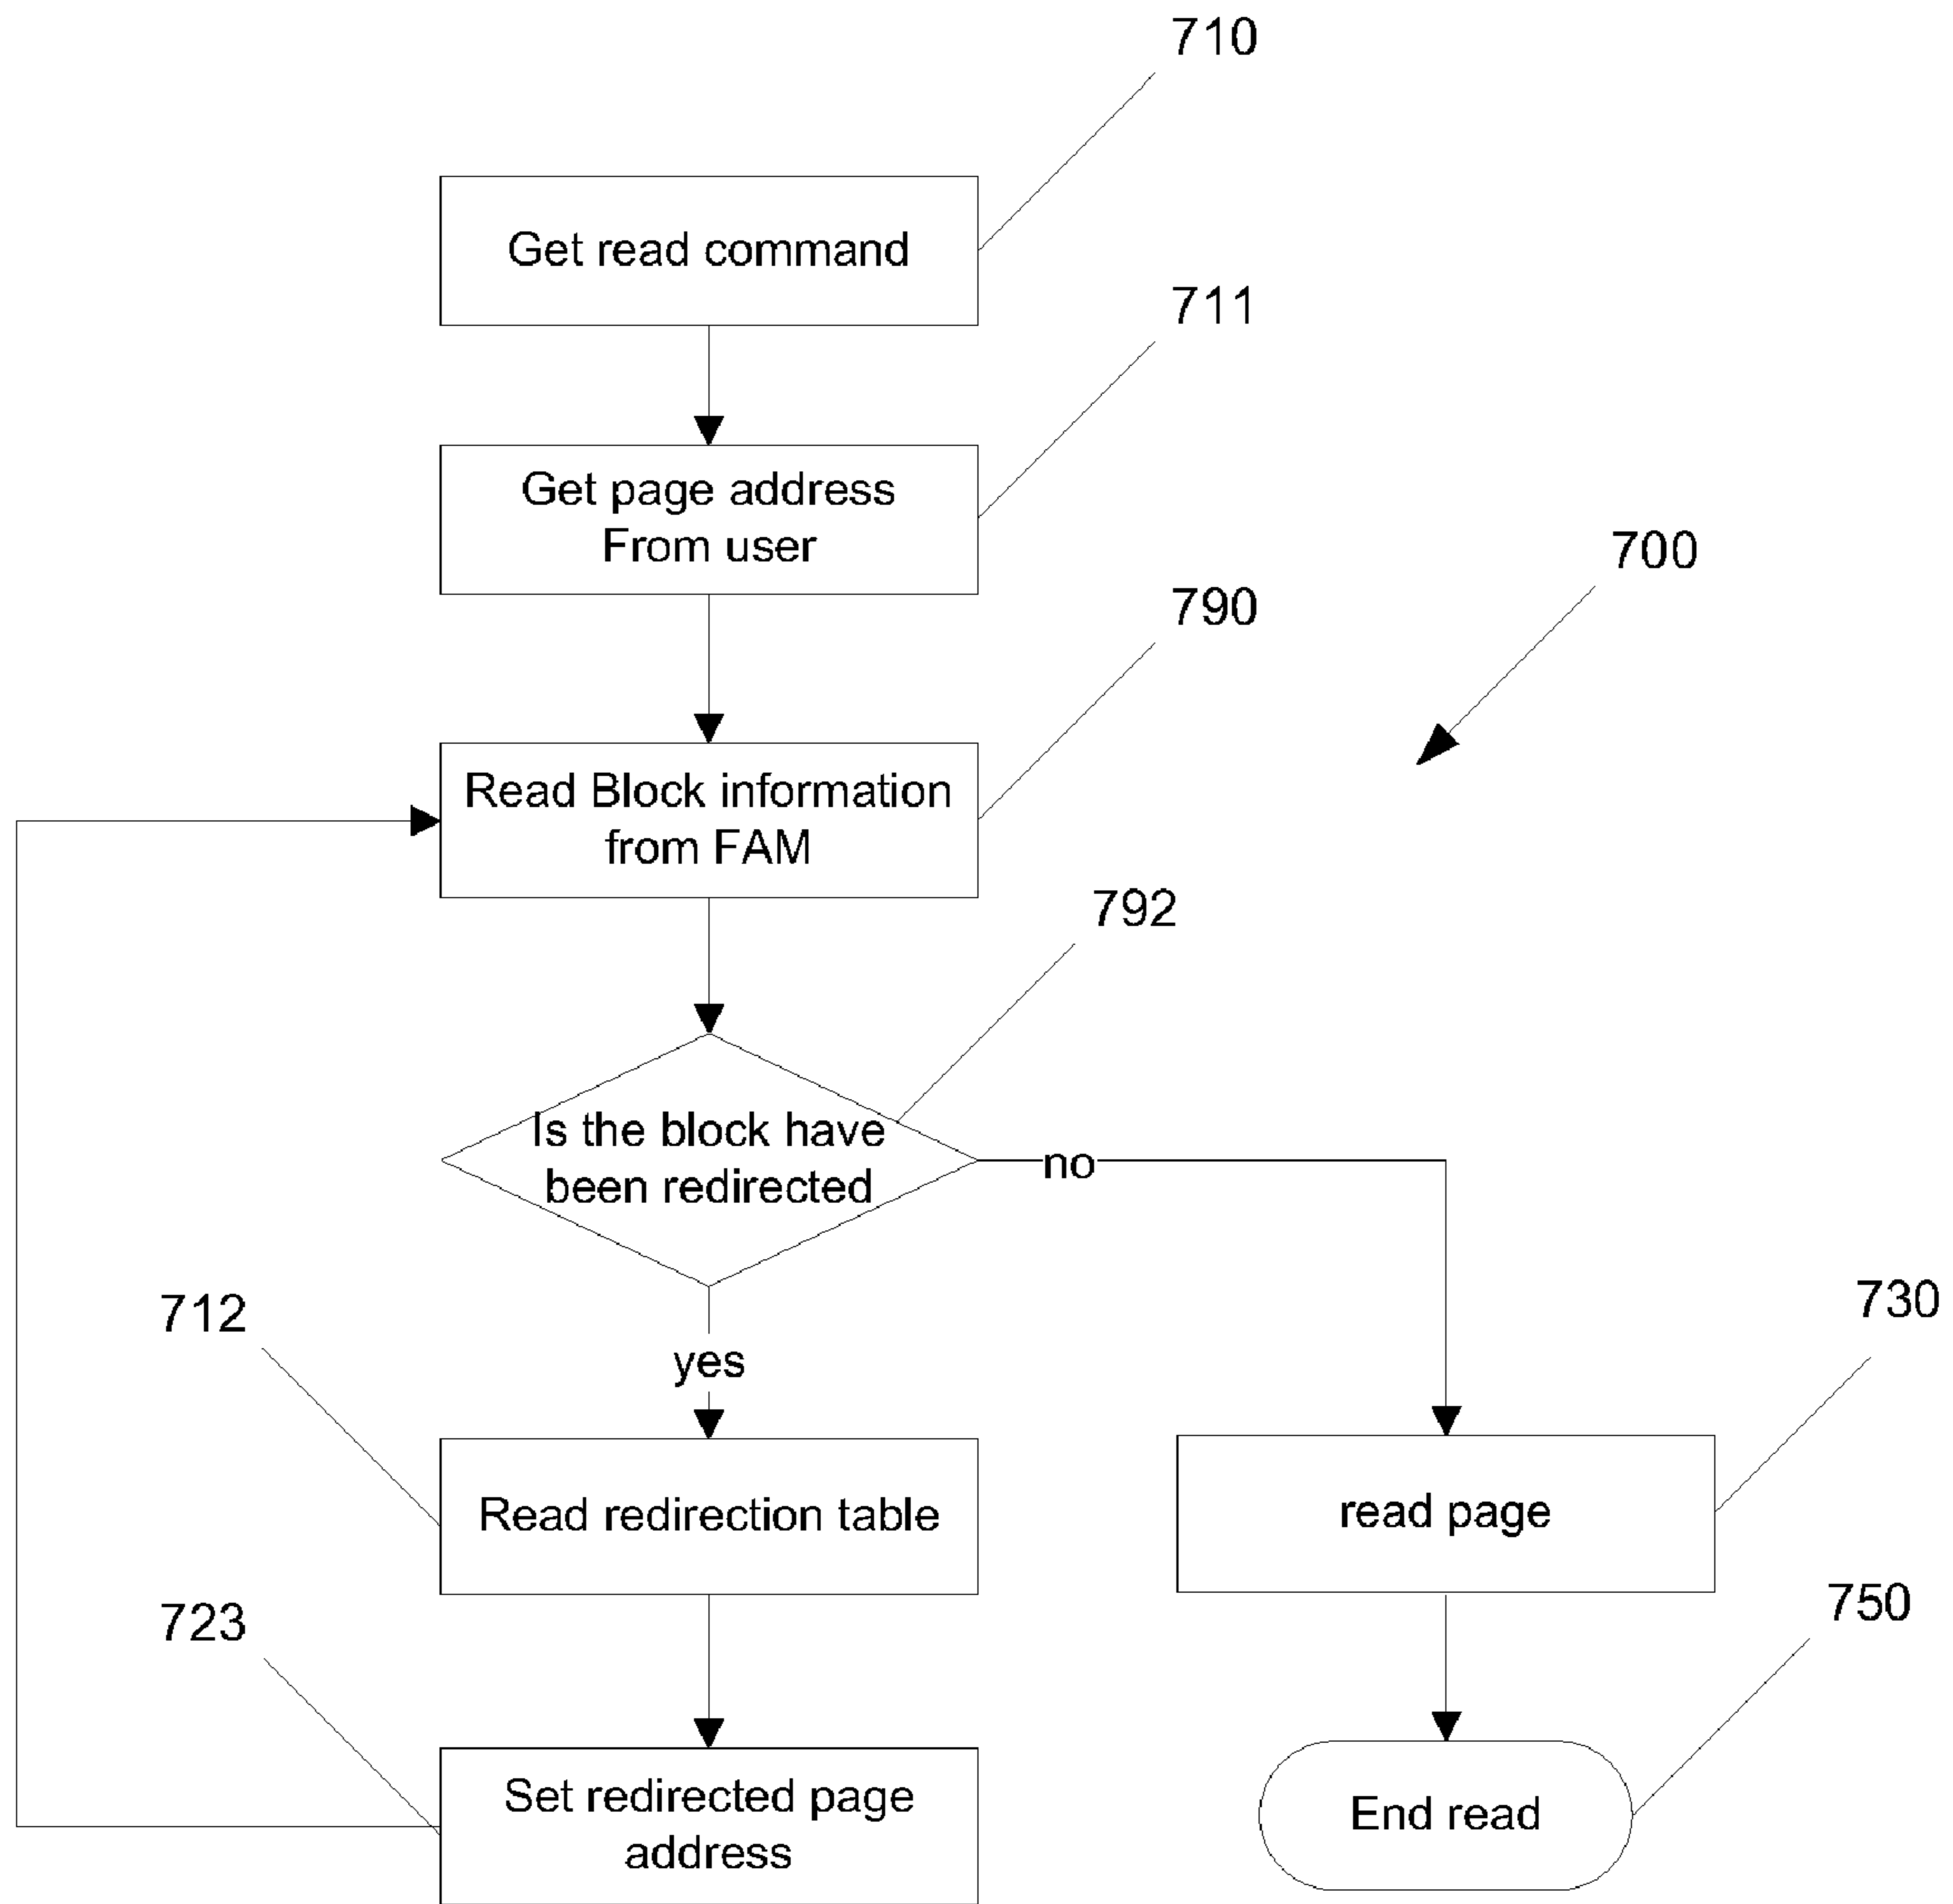 710
Get read command
711
Get page address
From user
700
790
Read Block information
from FAM
792
Is the block have
been redirected
no
712
yes
730
Read redirection table
read page
723
750
Set redirected page
address
End read